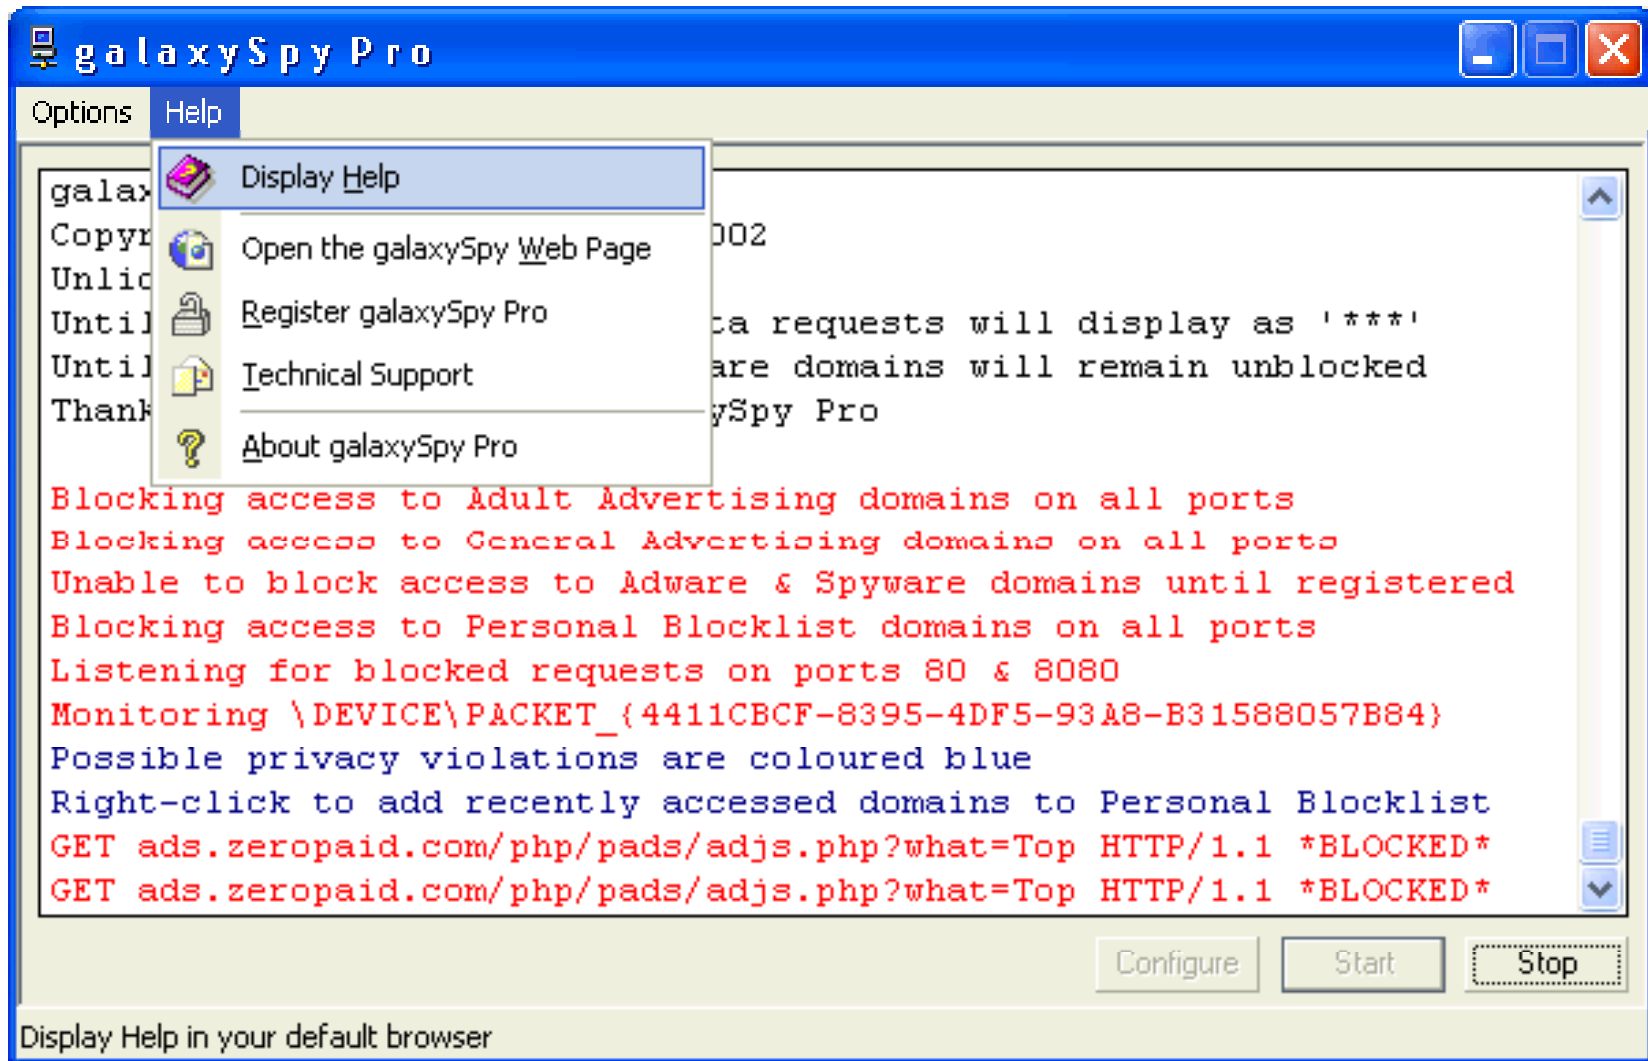 galaxySpy Pro
Options Help
Display Help
Open the galaxySpy Web Page
Register galaxySpy Pro
Technical Support
About galaxySpy Pro
002
ta requests will display as '***'
Until
are domains will remain unblocked
Until
ySpy Pro
Blocking access to Adult Advertising domains on all ports
Blocking access to General Advertising domains on all ports
Unable to block access to Adware & Spyware domains until registered
Blocking access to Personal Blocklist domains on all ports
Listening for blocked requests on ports 80 & 8080
Monitoring \DEVICE\PACKET_{4411CBCF-8395-4DF5-93A8-B31588057B84}
Possible privacy violations are coloured blue
Right-click to add recently accessed domains to Personal Blocklist
GET ads.zeropaid.com/php/pads/adjs.php?what=Top HTTP/1.1 *BLOCKED*
GET ads.zeropaid.com/php/pads/adjs.php?what=Top HTTP/1.1 *BLOCKED*
Configure Start Stop
Display Help in your default browser